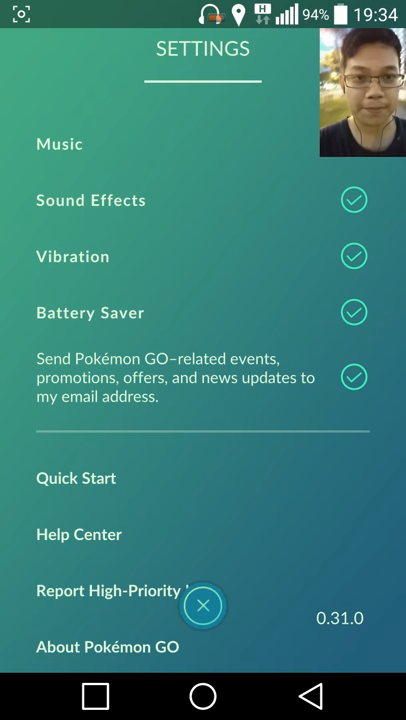 H 94% 19:34
SETTINGS
Music
Sound Effects
Vibration
Battery Saver
Send Pokémon GO–related events,
promotions, offers, and news updates to
my email address.
Quick Start
Help Center
Report High-Priority
0.31.0
About Pokémon GO